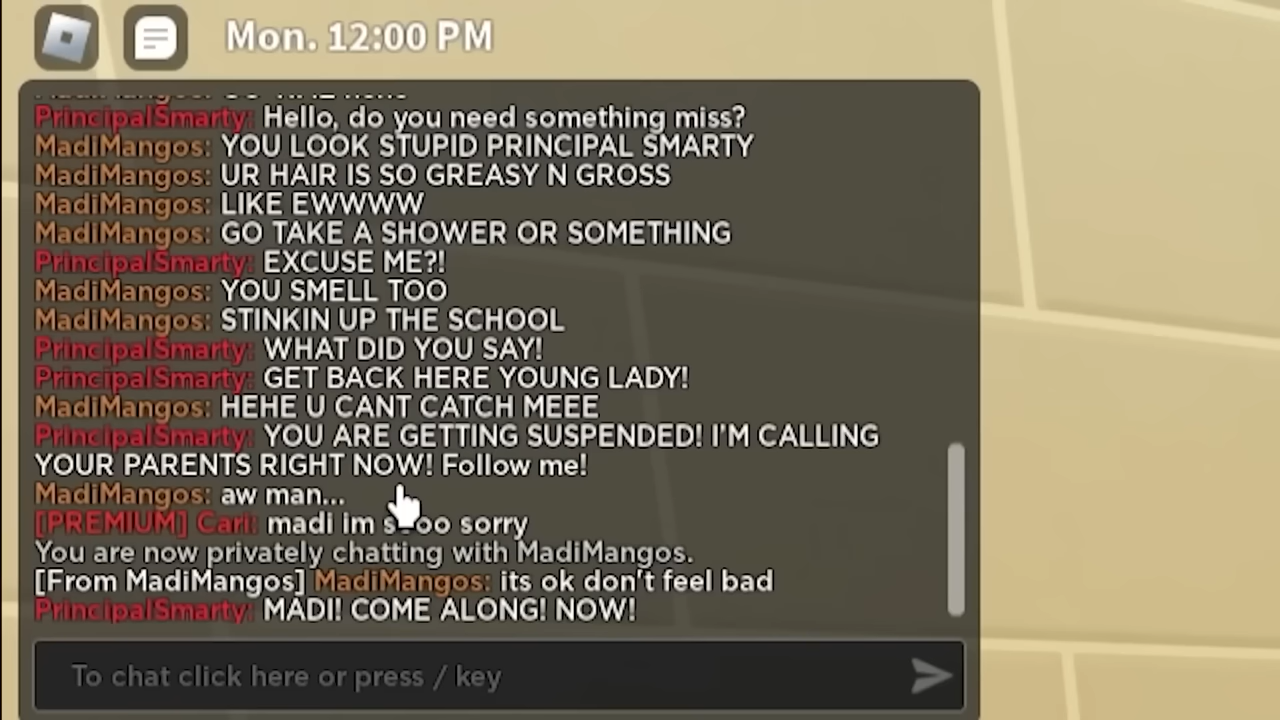 Mon. 12:00 PM
PrincipalSmarty: Hello, do you need something miss?
MadiMangos: YOU LOOK STUPID PRINCIPAL SMARTY
MadiMangos: UR HAIR IS SO GREASY N GROSS
MadiMangos: LIKE EWWWW
MadiMangos: GO TAKE A SHOWER OR SOMETHING
PrincipalSmarty: EXCUSE ME?!
MadiMangos: YOU SMELL TOO
MadiMangos: STINKIN UP THE SCHOOL
PrincipalSmarty: WHAT DID YOU SAY!
PrincipalSmarty: GET BACK HERE YOUNG LADY!
MadiMangos: HEHE U CANT CATCH MEEE
PrincipalSmarty: YOU ARE GETTING SUSPENDED! I'M CALLING
YOUR PARENTS RIGHT NOW! Follow me!
MadiMangos: aw man...
[PREMIUM] Cari: madi im sorry
You are now privately chatting with MadiMangos.
[From MadiMangos] MadiMangos: its ok don't feel bad
PrincipalSmarty: MADI! COME ALONG! NOW!
To chat click here or press / key